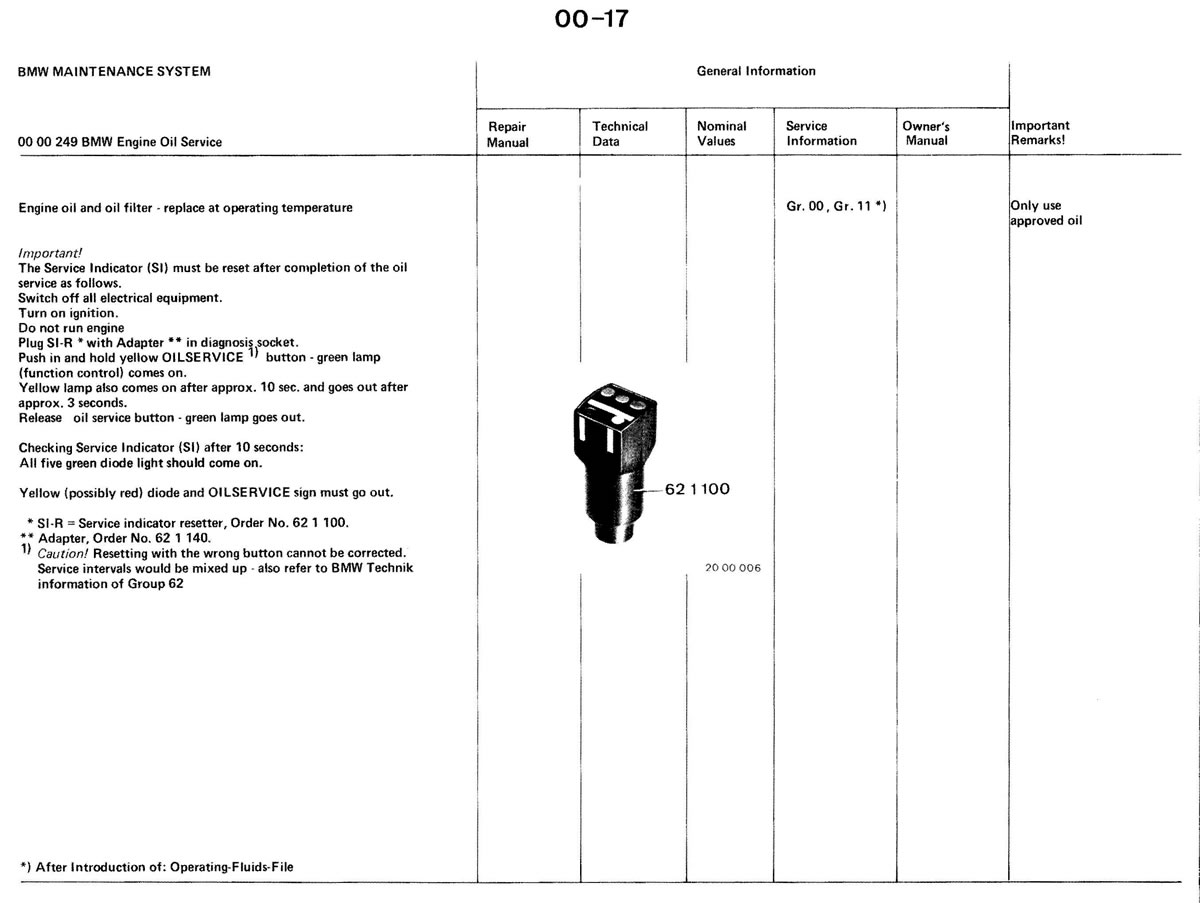 00-17
BMW MAINTENANCE SYSTEM
General Information
00 00 249 BMW Engine Oil Service
Repair
Manual
Technical
Data
Nominal
Values
Service
Information
Owner's
Manual
Important
Remarks!
Engine oil and oil filter - replace at operating temperature
Gr. 00, Gr. 11 *)
Only use
approved oil
Important!
The Service Indicator (SI) must be reset after completion of the oil
service as follows.
Switch off all electrical equipment.
Turn on ignition.
Do not run engine
Plug SI-R * with Adapter ** in diagnosis socket.
Push in and hold yellow OILSERVICE 1) button - green lamp
(function control) comes on.
Yellow lamp also comes on after approx. 10 sec. and goes out after
approx. 3 seconds.
Release oil service button - green lamp goes out.
Checking Service Indicator (SI) after 10 seconds:
All five green diode light should come on.
Yellow (possibly red) diode and OILSERVICE sign must go out.
* SI-R = Service indicator resetter, Order No. 62 1 100.
** Adapter, Order No. 62 1 140.
1) Caution! Resetting with the wrong button cannot be corrected.
Service intervals would be mixed up - also refer to BMW Technik
information of Group 62
62 1 100
20 00 006
*) After Introduction of: Operating-Fluids-File